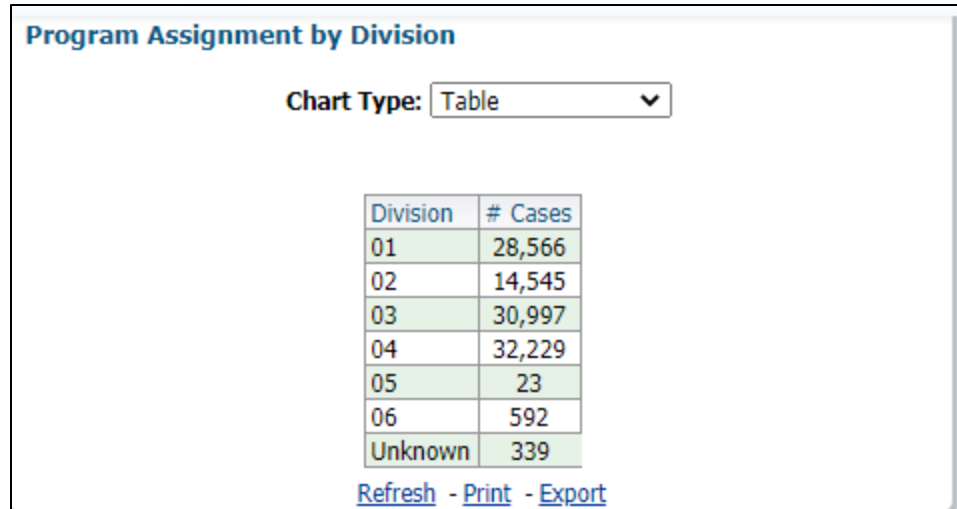 Program Assignment by Division
Chart Type: Table
Division # Cases
01 28,566
02 14,545
03 30,997
04 32,229
05 23
06 592
Unknown 339
Refresh - Print - Export